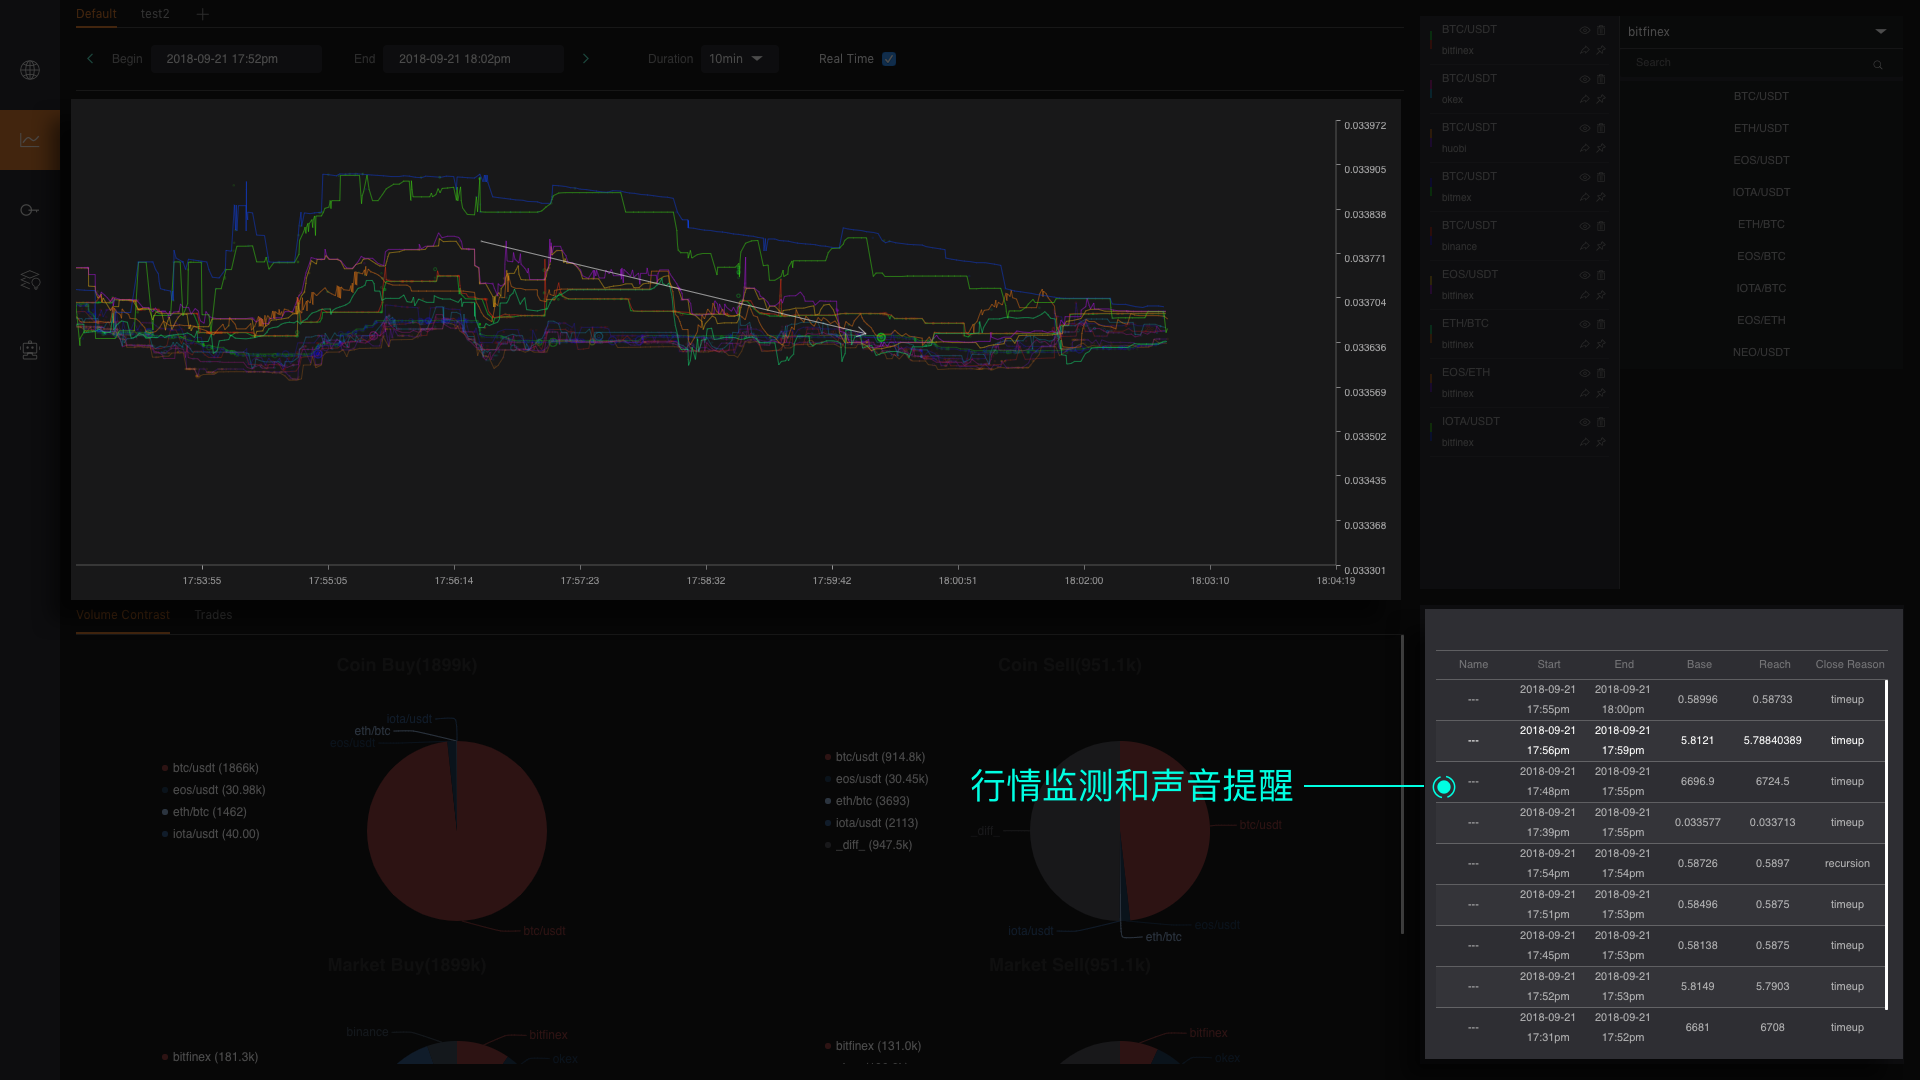 Default test2
Begin 2018-09-21 17:52pm End 2018-09-21 18:02pm Duration 10min Real Time
0.033972
0.033905
0.033838
0.033771
0.033704
0.033636
0.033569
0.033502
0.033435
0.033368
0.033301
17:53:55 17:55:05 17:56:14 17:57:23 17:58:32 17:59:42 18:00:51 18:02:00 18:03:10 18:04:19
BTC/USDT
bitfinex
BTC/USDT
okex
BTC/USDT
huobi
BTC/USDT
bitmex
BTC/USDT
binance
EOS/USDT
bitfinex
ETH/BTC
bitfinex
EOS/ETH
bitfinex
IOTA/USDT
bitfinex
bitfinex
Search
BTC/USDT
ETH/USDT
EOS/USDT
IOTA/USDT
ETH/BTC
EOS/BTC
IOTA/BTC
EOS/ETH
NEO/USDT
Volume Contrast Trades
Coin Buy(1899k)
iota/usdt
eth/btc
eos/usdt
btc/usdt (1866k)
eos/usdt (30.98k)
eth/btc (1462)
iota/usdt (40.00)
btc/usdt
Coin Sell(951.1k)
btc/usdt (914.8k)
eos/usdt (30.45k)
eth/btc (3693)
iota/usdt (2113)
_diff_ (947.5k)
_diff_
btc/usdt
iota/usdt
eos/usdt
eth/btc
行情监测和声音提醒
Market Buy(1899k)
binance
bitfinex
okex
bitfinex (181.3k)
Market Sell(951.1k)
bitfinex
okex
bitfinex (131.0k)
Name Start End Base Reach Close Reason
--- 2018-09-21 17:55pm 2018-09-21 18:00pm 0.58996 0.58733 timeup
--- 2018-09-21 17:56pm 2018-09-21 17:59pm 5.8121 5.78840389 timeup
--- 2018-09-21 17:48pm 2018-09-21 17:55pm 6696.9 6724.5 timeup
--- 2018-09-21 17:39pm 2018-09-21 17:55pm 0.033577 0.033713 timeup
--- 2018-09-21 17:54pm 2018-09-21 17:54pm 0.58726 0.5897 recursion
--- 2018-09-21 17:51pm 2018-09-21 17:53pm 0.58496 0.5875 timeup
--- 2018-09-21 17:45pm 2018-09-21 17:53pm 0.58138 0.5875 timeup
--- 2018-09-21 17:52pm 2018-09-21 17:53pm 5.8149 5.7903 timeup
--- 2018-09-21 17:31pm 2018-09-21 17:52pm 6681 6708 timeup